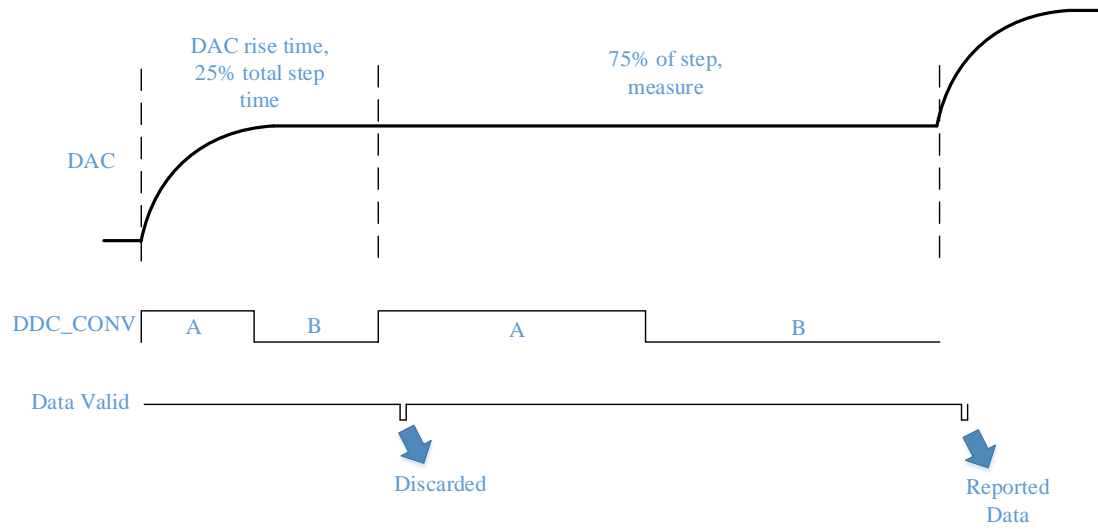 DAC rise time,
25% total step
time
75% of step,
measure
DAC
DDC_CONV
A
B
A
B
Data Valid
Discarded
Reported
Data